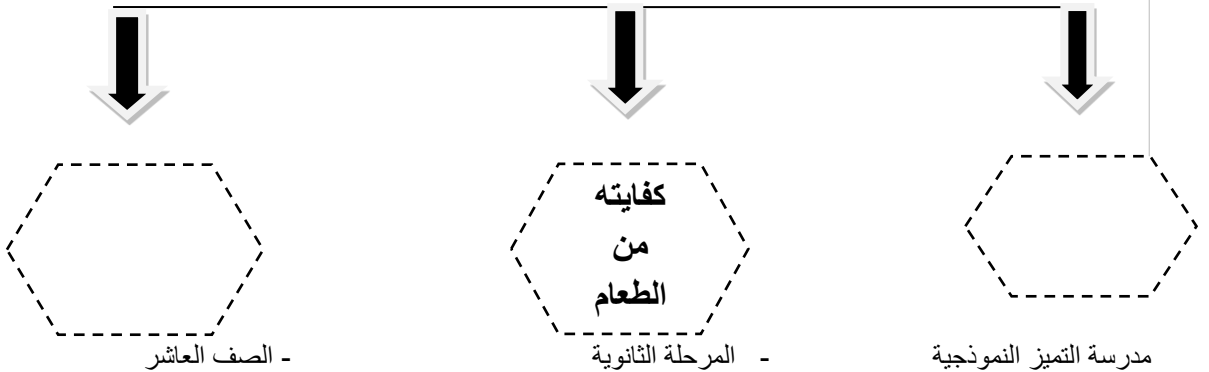 كفايته
من
الطعام
مدرسة التميز النموذجية - المرحلة الثانوية - الصف العاشر